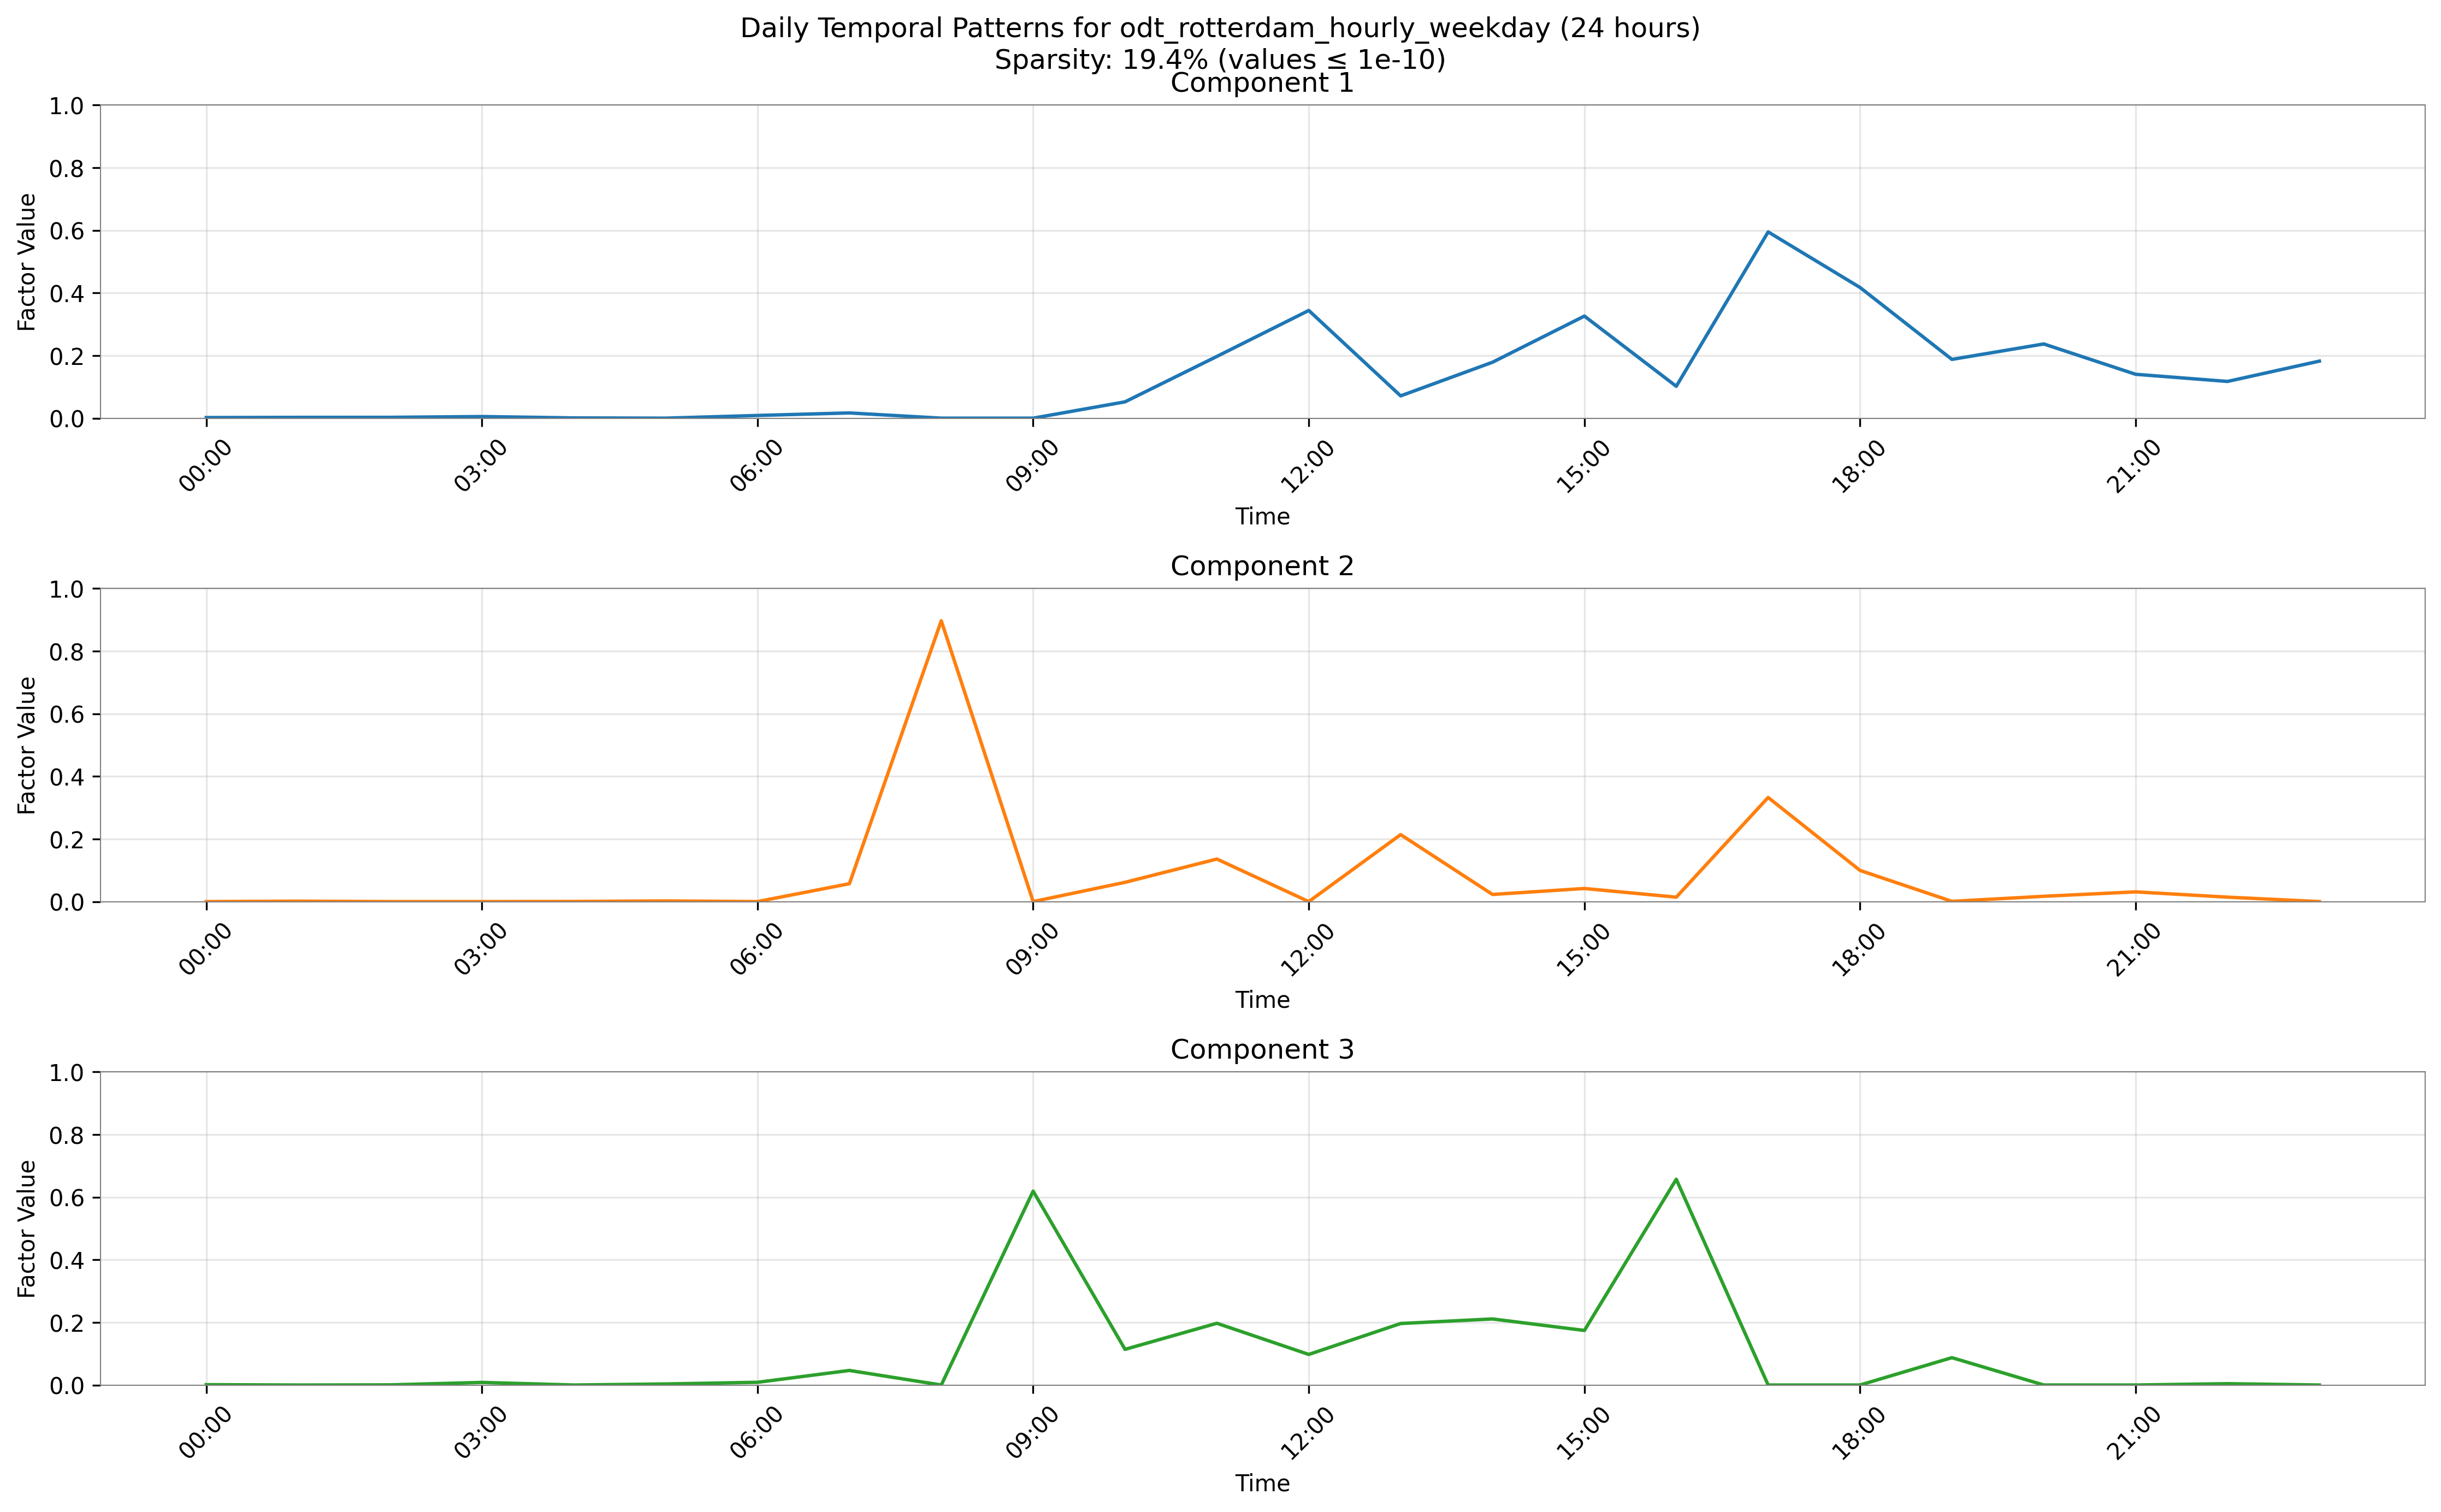 Daily Temporal Patterns for odt_rotterdam_hourly_weekday (24 hours)
Sparsity: 19.4% (values ≤ 1e-10)
Component 1
1.0
0.8
0.6
0.4
0.2
0.0
Factor Value
00:00 03:00 06:00 09:00 12:00 15:00 18:00 21:00
Time
Component 2
1.0
0.8
0.6
0.4
0.2
0.0
Factor Value
00:00 03:00 06:00 09:00 12:00 15:00 18:00 21:00
Time
Component 3
1.0
0.8
0.6
0.4
0.2
0.0
Factor Value
00:00 03:00 06:00 09:00 12:00 15:00 18:00 21:00
Time